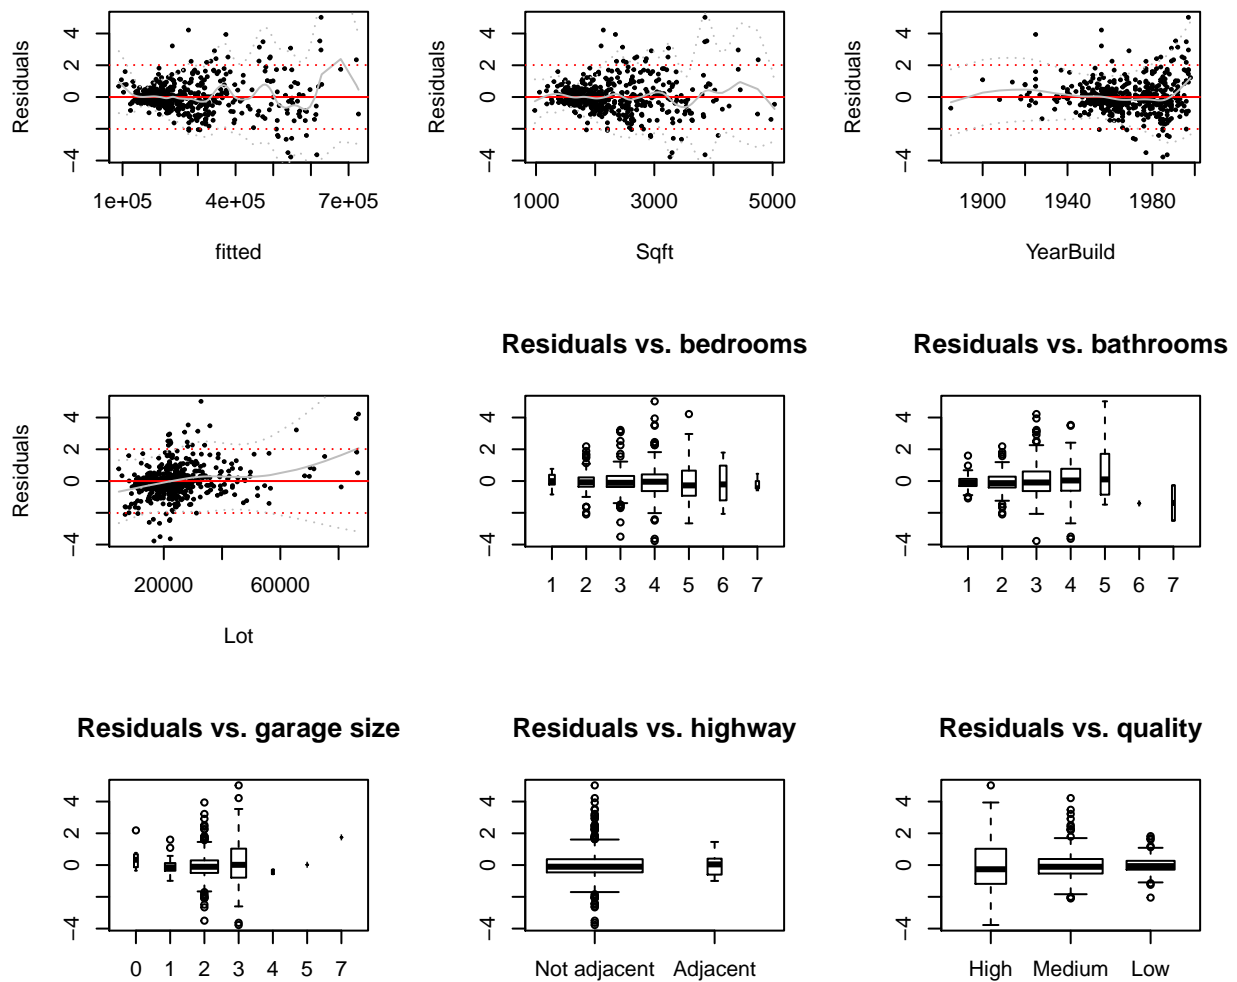 Residuals
−4
0
2
4
1e+05
4e+05
7e+05
fitted
Residuals
−4
0
2
4
1000
3000
5000
Sqft
Residuals
−4
0
2
4
1900
1940
1980
YearBuild
Residuals
−4
0
2
4
20000
60000
Lot
Residuals vs. bedrooms
−4
0
2
4
1 2 3 4 5 6 7
Residuals vs. bathrooms
−4
0
2
4
1 2 3 4 5 6 7
Residuals vs. garage size
−4
0
2
4
0 1 2 3 4 5 7
Residuals vs. highway
−4
0
2
4
Not adjacent Adjacent
Residuals vs. quality
−4
0
2
4
High Medium Low